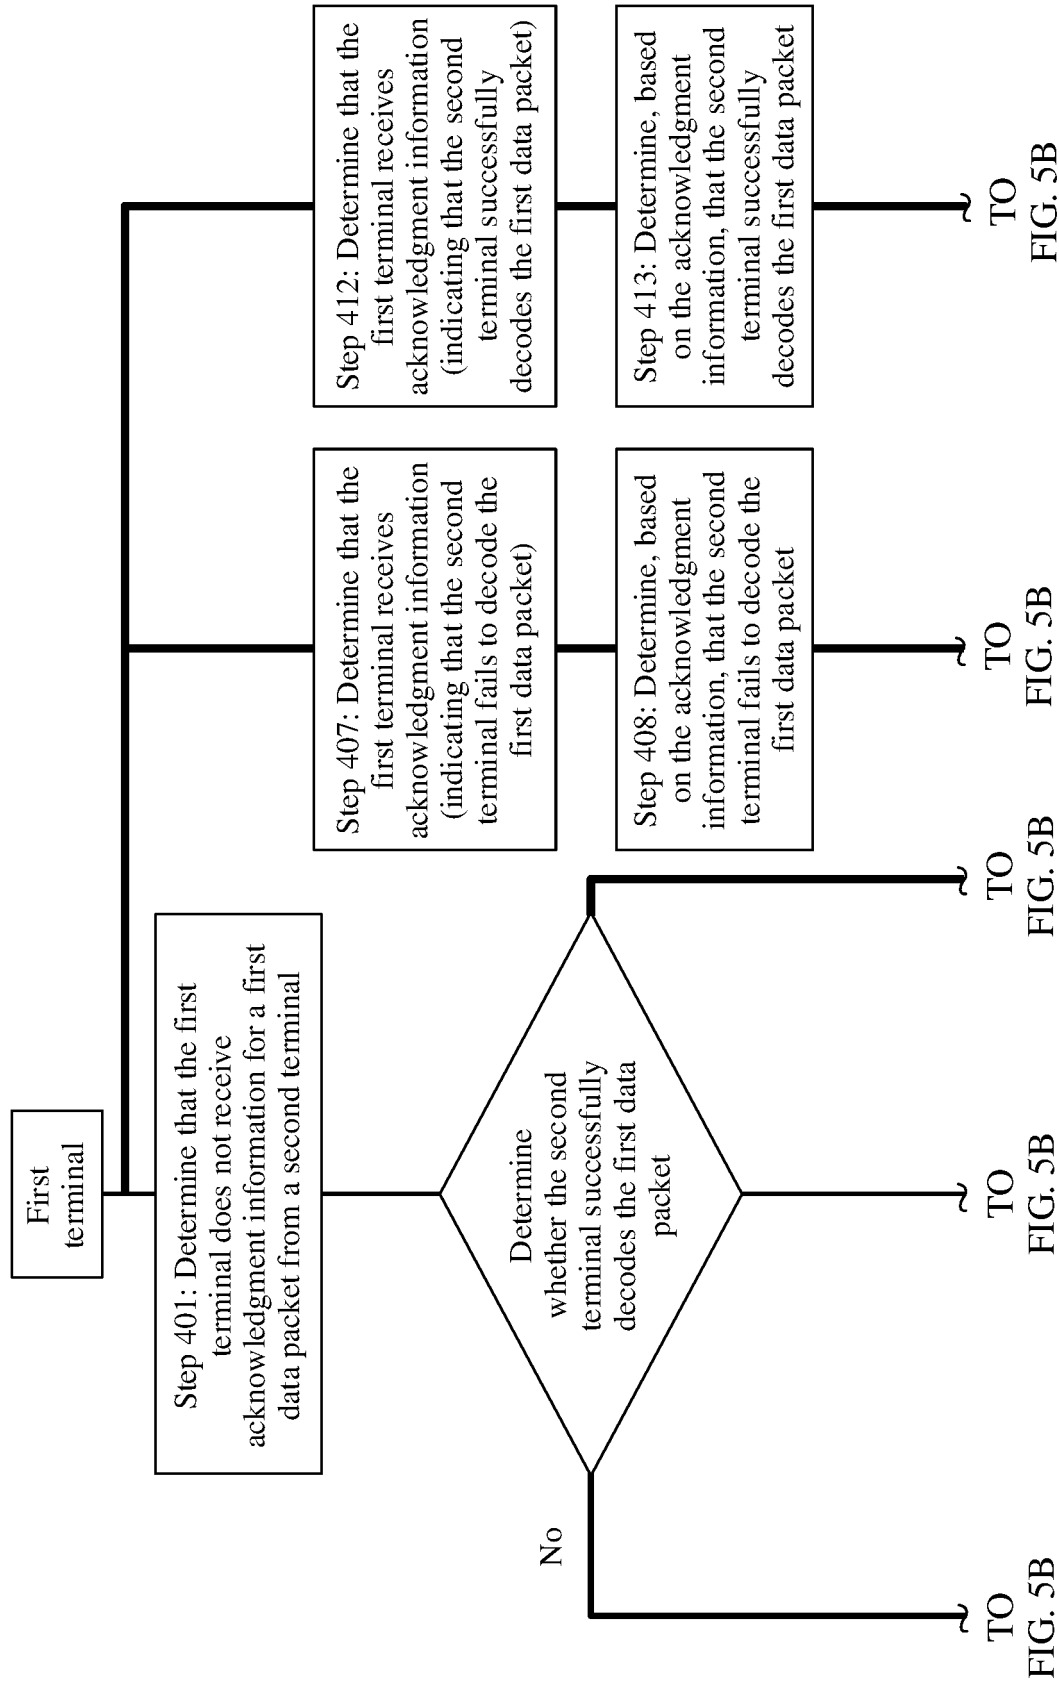 First
terminal
Step 401: Determine that the first
terminal does not receive
acknowledgment information for a first
data packet from a second terminal
Determine
whether the second
terminal successfully
decodes the first data
packet
No
Step 407: Determine that the
first terminal receives
acknowledgment information
(indicating that the second
terminal fails to decode the
first data packet)
Step 408: Determine, based
on the acknowledgment
information, that the second
terminal fails to decode the
first data packet
Step 412: Determine that the
first terminal receives
acknowledgment information
(indicating that the second
terminal successfully
decodes the first data packet)
Step 413: Determine, based
on the acknowledgment
information, that the second
terminal successfully
decodes the first data packet
TO
FIG. 5B
TO
FIG. 5B
TO
FIG. 5B
TO
FIG. 5B
TO
FIG. 5B